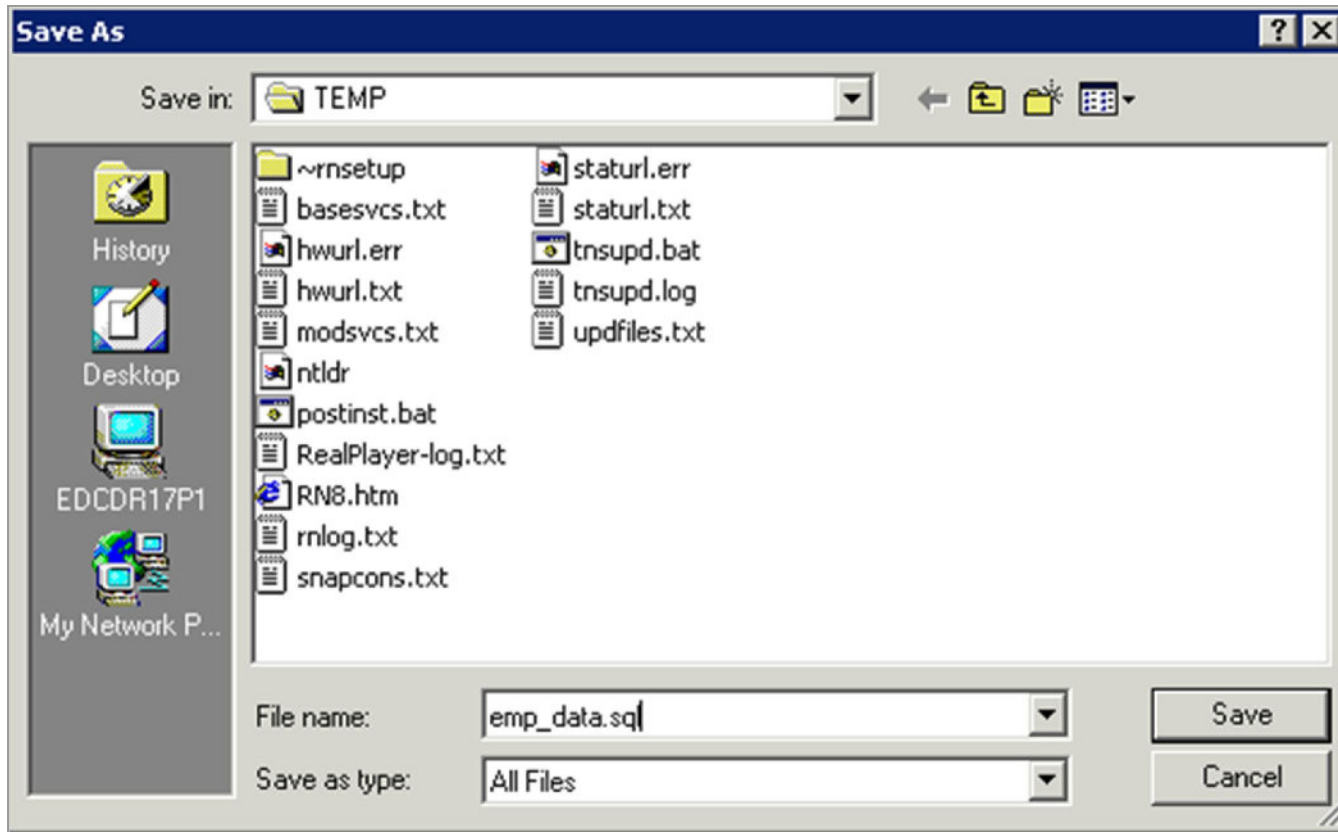 Save As
Save in: TEMP
History
Desktop
EDCDR17P1
My Network P...
~rnsetup
basesvcs.txt
hwurl.err
hwurl.txt
modsvcs.txt
ntldr
postinst.bat
RealPlayer-log.txt
RN8.htm
rnlog.txt
snapcons.txt
staturl.err
staturl.txt
tnsupd.bat
tnsupd.log
updfiles.txt
File name: emp_data.sql
Save
Save as type: All Files
Cancel